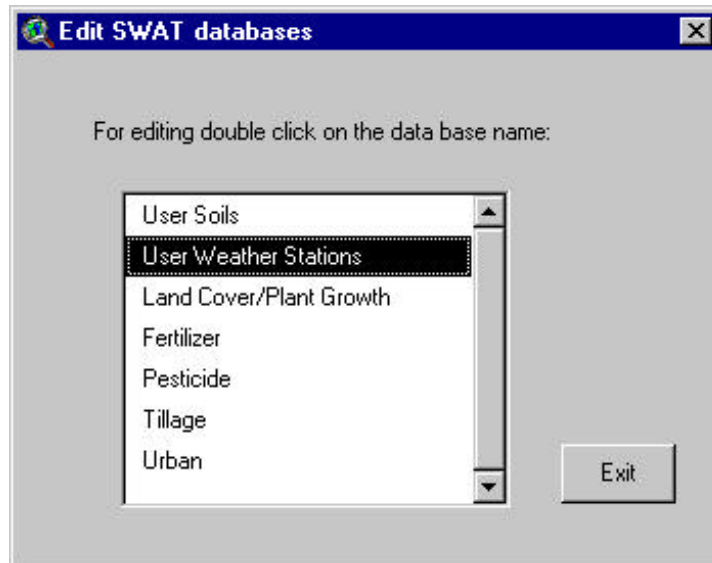 Edit SWAT databases
For editing double click on the data base name:
User Soils
User Weather Stations
Land Cover/Plant Growth
Fertilizer
Pesticide
Tillage
Urban
Exit